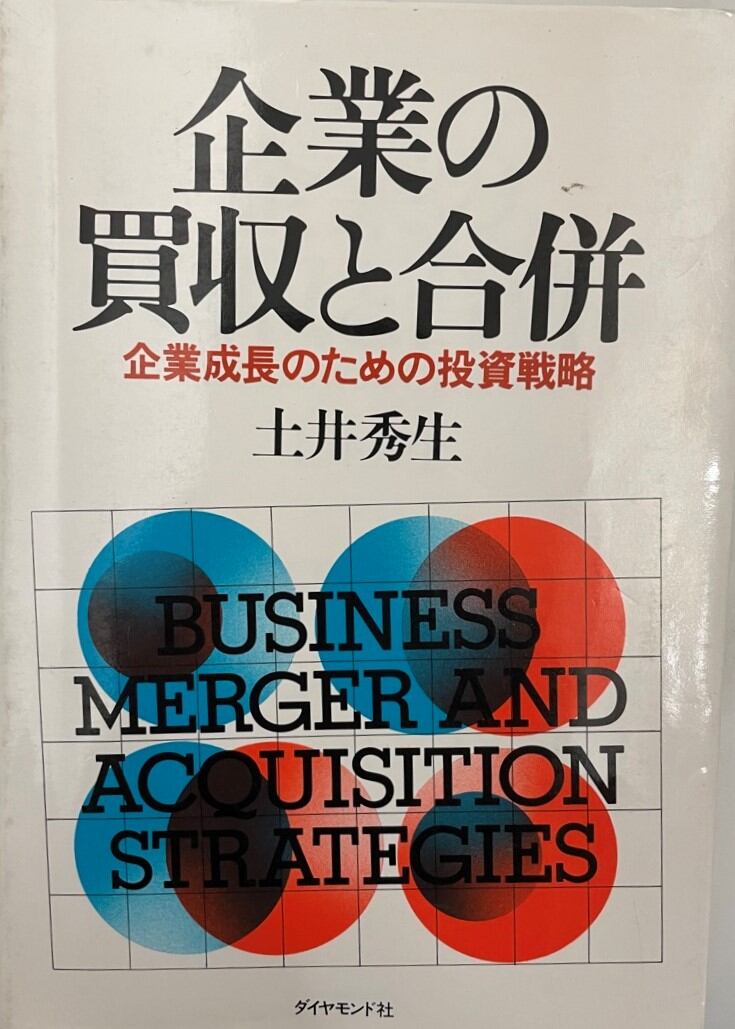 企業の
買収と合併
企業成長のための投資戦略
土井秀生
BUSINESS
MERGER AND
ACQUISITION
STRATEGIES
ダイヤモンド社